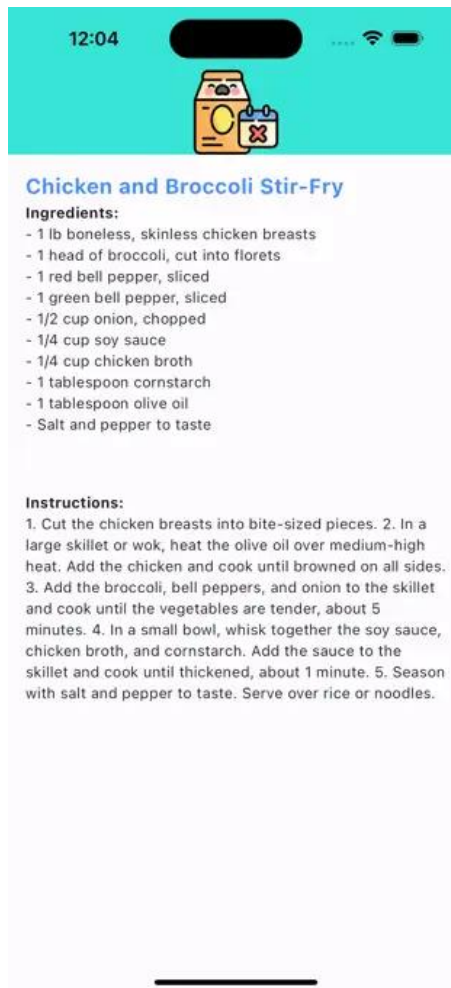 12:04
Chicken and Broccoli Stir-Fry
Ingredients:
- 1 lb boneless, skinless chicken breasts
- 1 head of broccoli, cut into florets
- 1 red bell pepper, sliced
- 1 green bell pepper, sliced
- 1/2 cup onion, chopped
- 1/4 cup soy sauce
- 1/4 cup chicken broth
- 1 tablespoon cornstarch
- 1 tablespoon olive oil
- Salt and pepper to taste
Instructions:
1. Cut the chicken breasts into bite-sized pieces. 2. In a
large skillet or wok, heat the olive oil over medium-high
heat. Add the chicken and cook until browned on all sides.
3. Add the broccoli, bell peppers, and onion to the skillet
and cook until the vegetables are tender, about 5
minutes. 4. In a small bowl, whisk together the soy sauce,
chicken broth, and cornstarch. Add the sauce to the
skillet and cook until thickened, about 1 minute. 5. Season
with salt and pepper to taste. Serve over rice or noodles.